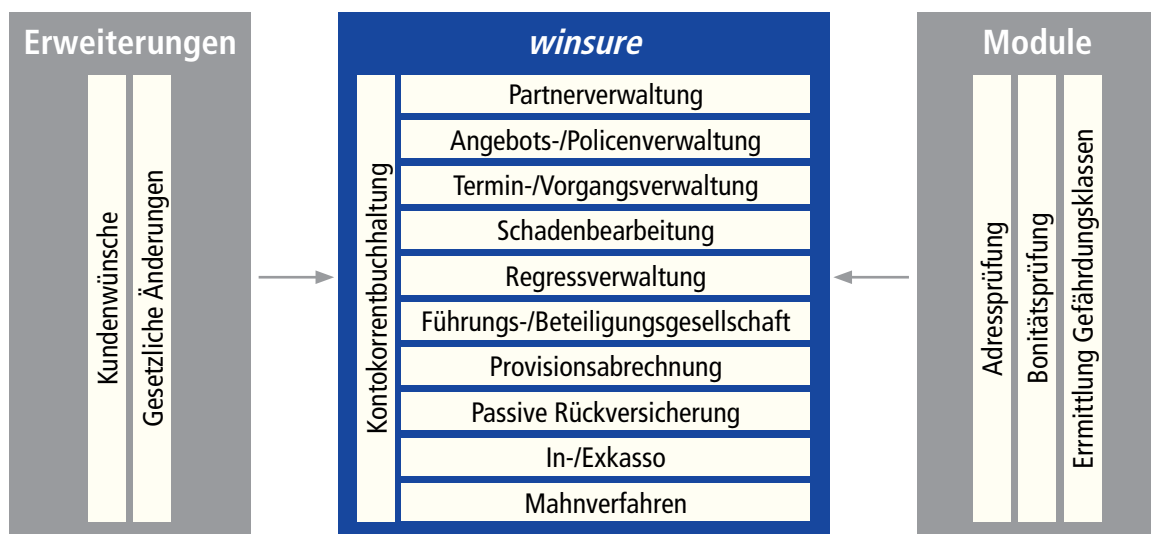 Erweiterungen
Kundenwünsche
Gesetzliche Änderungen
winsure
Kontokorrentbuchhaltung
Partnerverwaltung
Angebots-/Policenverwaltung
Termin-/Vorgangsverwaltung
Schadenbearbeitung
Regressverwaltung
Führungs-/Beteiligungsgesellschaft
Provisionsabrechnung
Passive Rückversicherung
In-/Exkasso
Mahnverfahren
Module
Adressprüfung
Bonitätsprüfung
Errmittlung Gefährdungsklassen